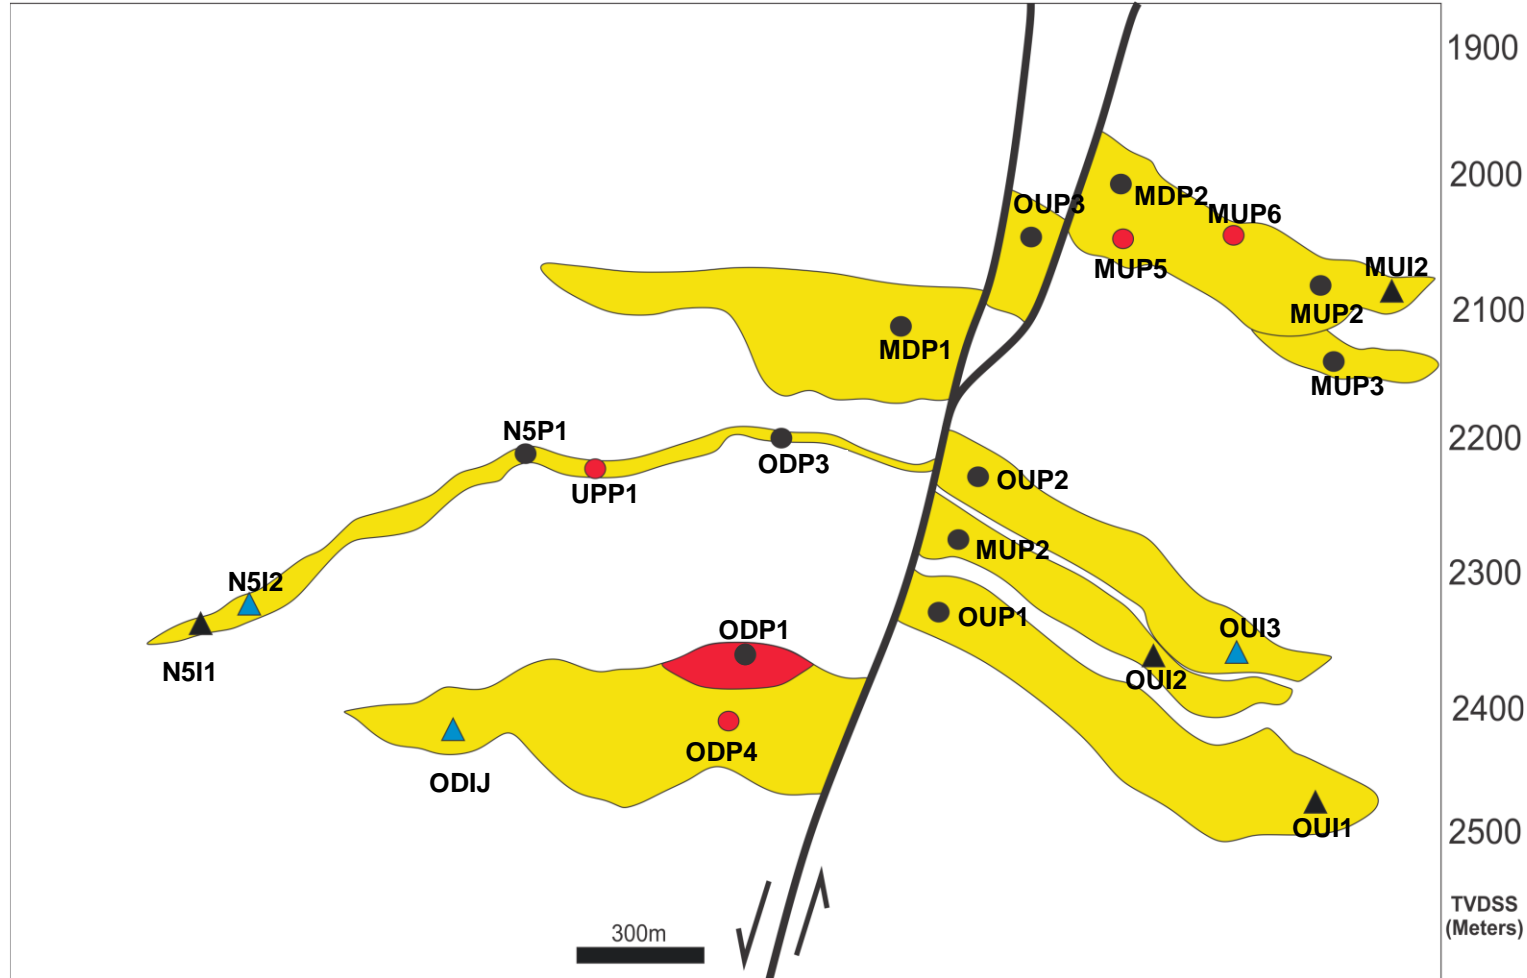 1900
2000
OUP3
MDP2
MUP6
MUP5
MUI2
2100
MUP2
MDP1
MUP3
N5P1
2200
ODP3
OUP2
UPP1
MUP2
2300
N5I2
OUP1
ODP1
OUI3
N5I1
OUI2
2400
ODP4
ODIJ
OUI1
2500
TVDSS
(Meters)
300m